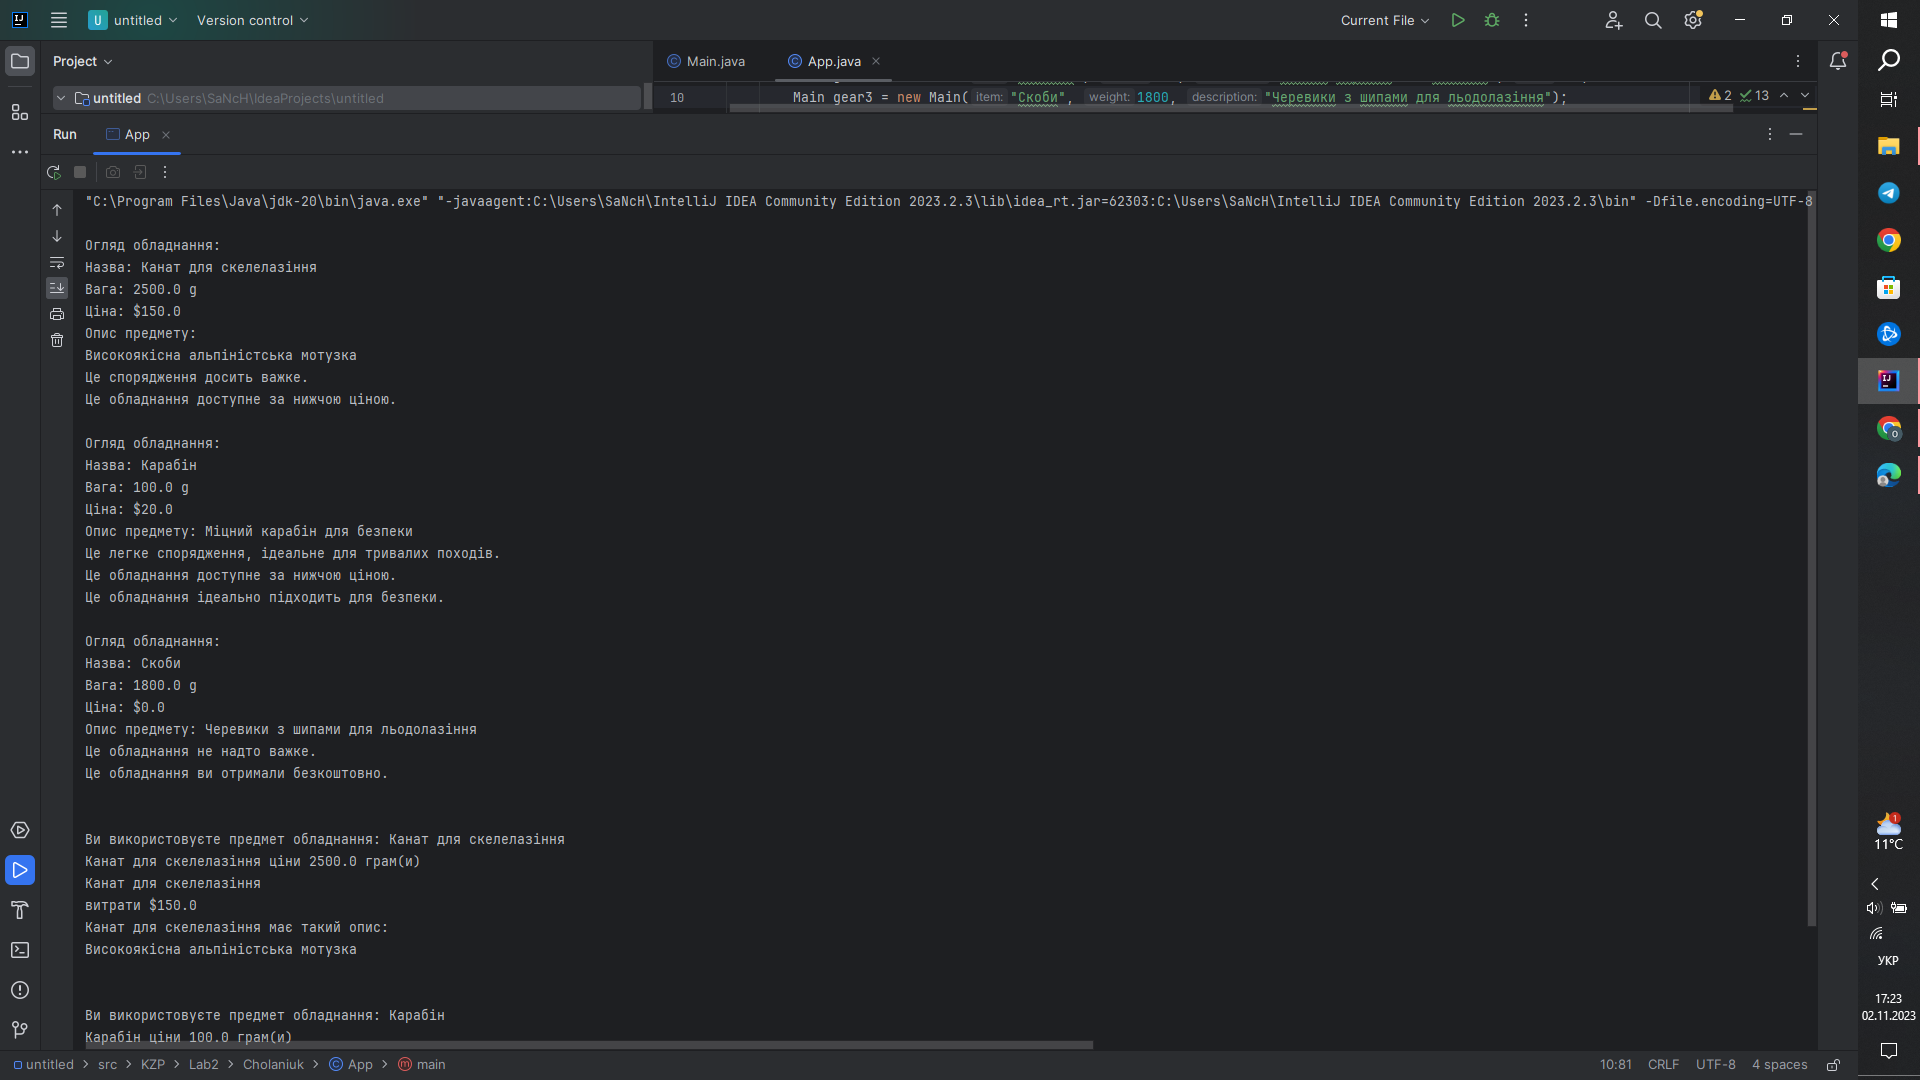 U untitled Version control Current File
Project Main.java App.java
untitled C:\Users\SaNcH\IdeaProjects\untitled 10 Main gear3 = new Main( item: "Скоби", weight: 1800, description: "Черевики з шипами для льодолазіння"); 2 13
Run App
"C:\Program Files\Java\jdk-20\bin\java.exe" "-javaagent:C:\Users\SaNcH\IntelliJ IDEA Community Edition 2023.2.3\lib\idea_rt.jar=62303:C:\Users\SaNcH\IntelliJ IDEA Community Edition 2023.2.3\bin" -Dfile.encoding=UTF-8
Огляд обладнання:
Назва: Канат для скелелазіння
Вага: 2500.0 g
Ціна: $150.0
Опис предмету:
Високоякісна альпіністська мотузка
Це спорядження досить важке.
Це обладнання доступне за нижчою ціною.
Огляд обладнання:
Назва: Карабін
Вага: 100.0 g
Ціна: $20.0
Опис предмету: Міцний карабін для безпеки
Це легке спорядження, ідеальне для тривалих походів.
Це обладнання доступне за нижчою ціною.
Це обладнання ідеально підходить для безпеки.
Огляд обладнання:
Назва: Скоби
Вага: 1800.0 g
Ціна: $0.0
Опис предмету: Черевики з шипами для льодолазіння
Це обладнання не надто важке.
Це обладнання ви отримали безкоштовно.
Ви використовуєте предмет обладнання: Канат для скелелазіння
Канат для скелелазіння ціни 2500.0 грам(и)
Канат для скелелазіння
витрати $150.0
Канат для скелелазіння має такий опис:
Високоякісна альпіністська мотузка
Ви використовуєте предмет обладнання: Карабін
Карабін ціни 100.0 грам(и)
untitled > src > KZP > Lab2 > Cholaniuk > App > main 10:81 CRLF UTF-8 4 spaces
1
11°C
УКР
17:23
02.11.2023